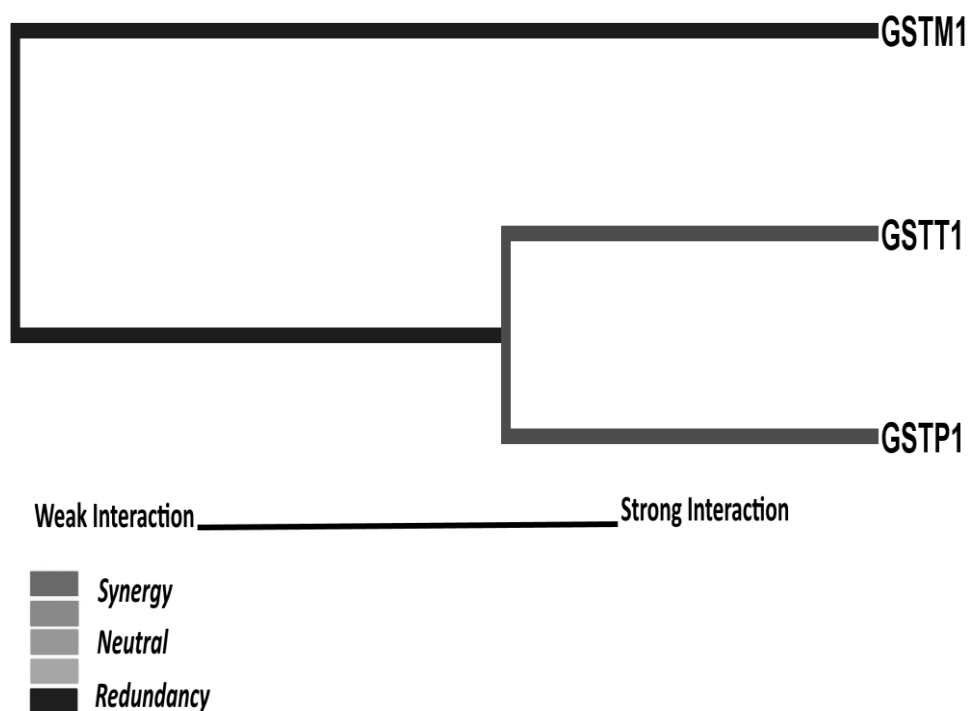 GSTM1
GSTT1
GSTP1
Weak Interaction Strong Interaction
Synergy
Neutral
Redundancy